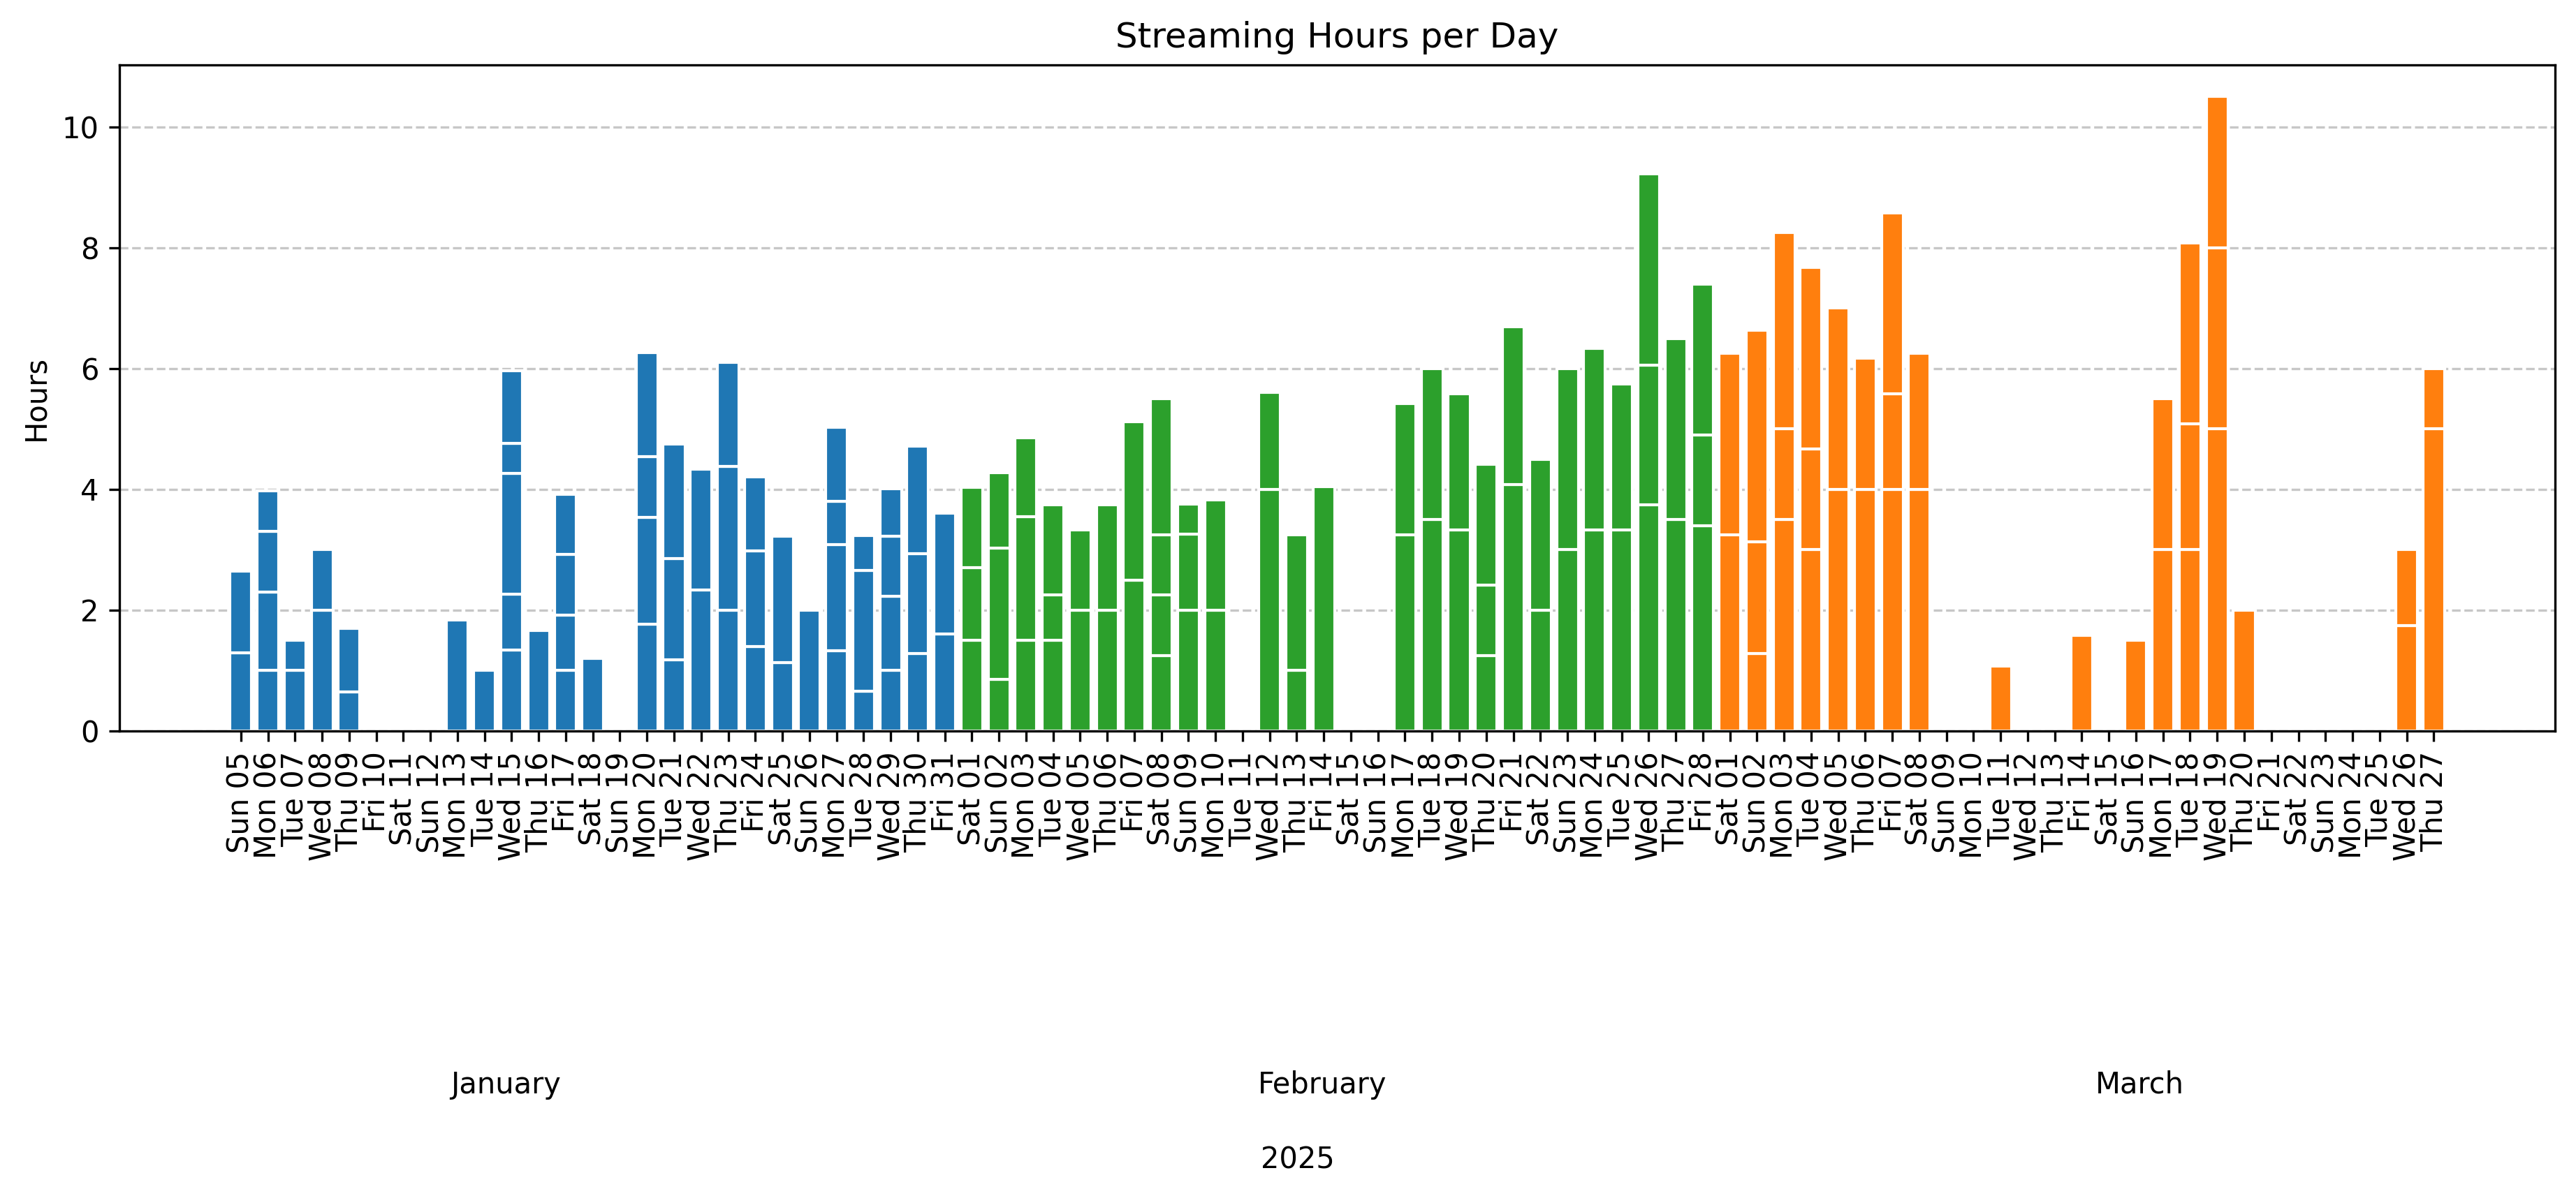 Streaming Hours per Day
Hours
10
8
6
4
2
0
Sun 05
Mon 06
Tue 07
Wed 08
Thu 09
Fri 10
Sat 11
Sun 12
Mon 13
Tue 14
Wed 15
Thu 16
Fri 17
Sat 18
Sun 19
Mon 20
Tue 21
Wed 22
Thu 23
Fri 24
Sat 25
Sun 26
Mon 27
Tue 28
Wed 29
Thu 30
Fri 31
Sat 01
Sun 02
Mon 03
Tue 04
Wed 05
Thu 06
Fri 07
Sat 08
Sun 09
Mon 10
Tue 11
Wed 12
Thu 13
Fri 14
Sat 15
Sun 16
Mon 17
Tue 18
Wed 19
Thu 20
Fri 21
Sat 22
Sun 23
Mon 24
Tue 25
Wed 26
Thu 27
Fri 28
Sat 01
Sun 02
Mon 03
Tue 04
Wed 05
Thu 06
Fri 07
Sat 08
Sun 09
Mon 10
Tue 11
Wed 12
Thu 13
Fri 14
Sat 15
Sun 16
Mon 17
Tue 18
Wed 19
Thu 20
Fri 21
Sat 22
Sun 23
Mon 24
Tue 25
Wed 26
Thu 27
January
February
March
2025